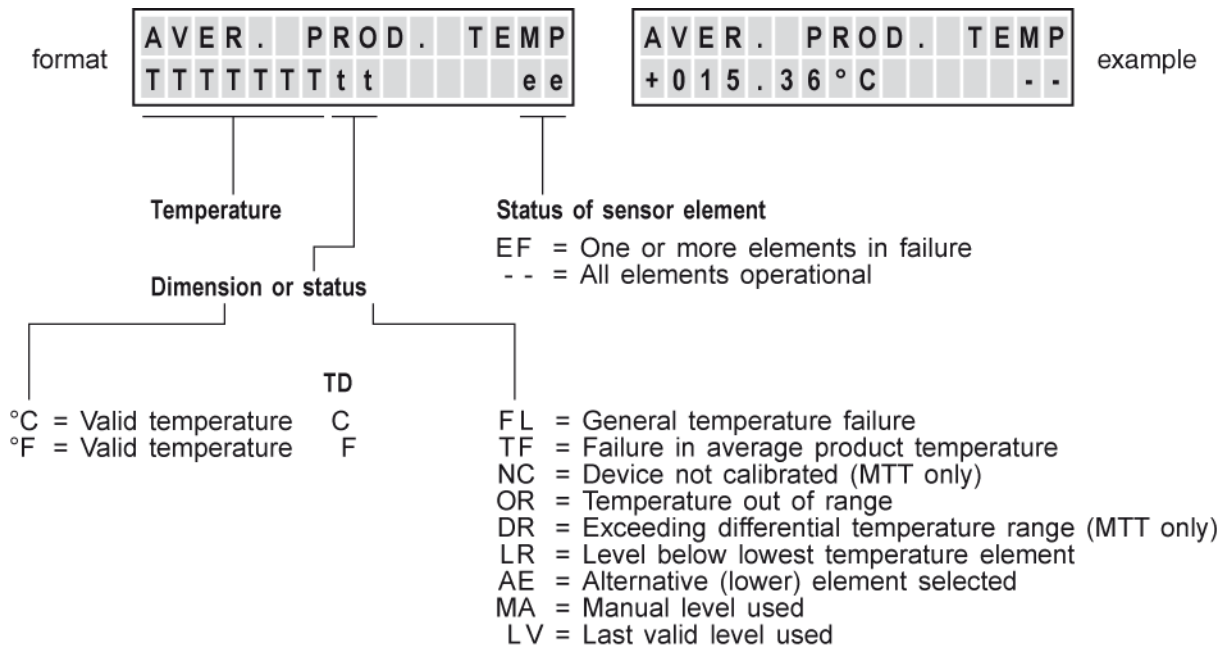 format
AVER. PROD. TEMP
TTTTTTTtt ee
AVER. PROD. TEMP
+015.36°C --
example
Temperature
Status of sensor element
EF = One or more elements in failure
-- = All elements operational
Dimension or status
TD
°C = Valid temperature C
°F = Valid temperature F
FL = General temperature failure
TF = Failure in average product temperature
NC = Device not calibrated (MTT only)
OR = Temperature out of range
DR = Exceeding differential temperature range (MTT only)
LR = Level below lowest temperature element
AE = Alternative (lower) element selected
MA = Manual level used
LV = Last valid level used